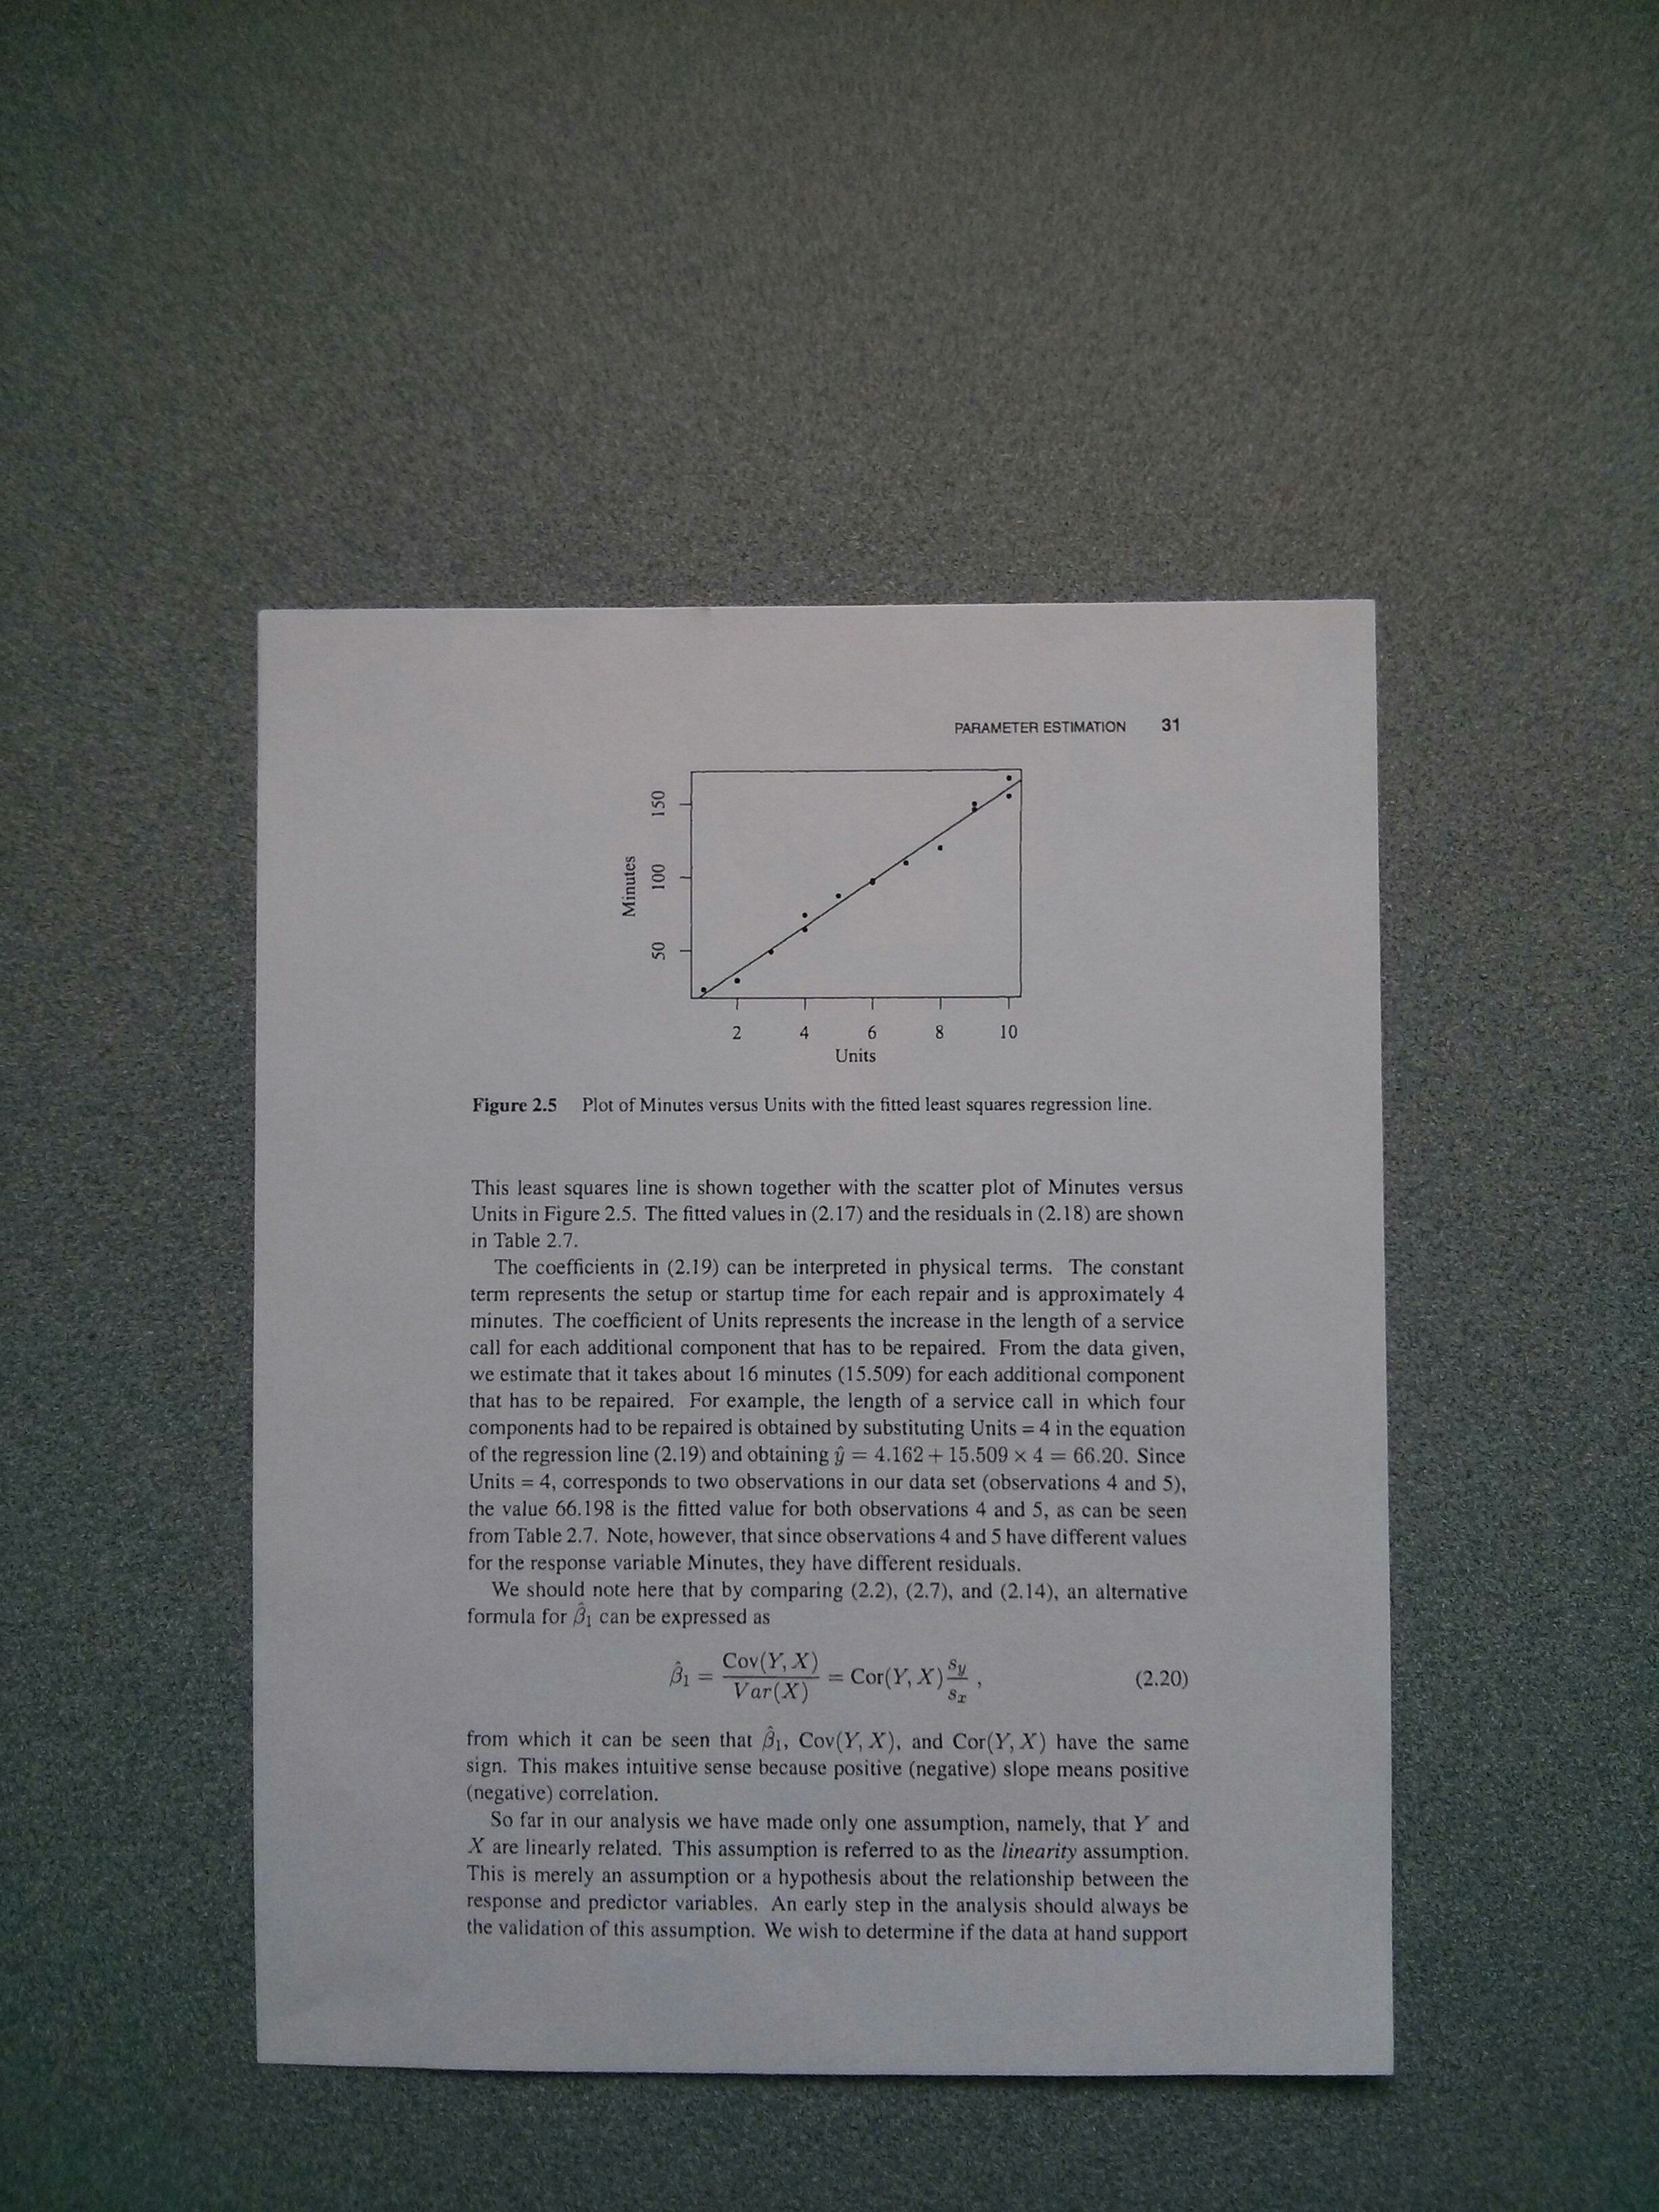 PARAMETER ESTIMATION 31
150
100
50
Minutes
2 4 6 8 10
Units
Figure 2.5 Plot of Minutes versus Units with the fitted least squares regression line.
This least squares line is shown together with the scatter plot of Minutes versus
Units in Figure 2.5. The fitted values in (2.17) and the residuals in (2.18) are shown
in Table 2.7.
The coefficients in (2.19) can be interpreted in physical terms. The constant
term represents the setup or startup time for each repair and is approximately 4
minutes. The coefficient of Units represents the increase in the length of a service
call for each additional component that has to be repaired. From the data given,
we estimate that it takes about 16 minutes (15.509) for each additional component
that has to be repaired. For example, the length of a service call in which four
components had to be repaired is obtained by substituting Units = 4 in the equation
of the regression line (2.19) and obtaining ŷ = 4.162 + 15.509 × 4 = 66.20. Since
Units = 4, corresponds to two observations in our data set (observations 4 and 5),
the value 66.198 is the fitted value for both observations 4 and 5, as can be seen
from Table 2.7. Note, however, that since observations 4 and 5 have different values
for the response variable Minutes, they have different residuals.
We should note here that by comparing (2.2), (2.7), and (2.14), an alternative
formula for β̂₁ can be expressed as
β̂₁ = Cov(Y, X) / Var(X) = Cor(Y, X) s_y / s_x , (2.20)
from which it can be seen that β̂₁, Cov(Y, X), and Cor(Y, X) have the same
sign. This makes intuitive sense because positive (negative) slope means positive
(negative) correlation.
So far in our analysis we have made only one assumption, namely, that Y and
X are linearly related. This assumption is referred to as the linearity assumption.
This is merely an assumption or a hypothesis about the relationship between the
response and predictor variables. An early step in the analysis should always be
the validation of this assumption. We wish to determine if the data at hand support